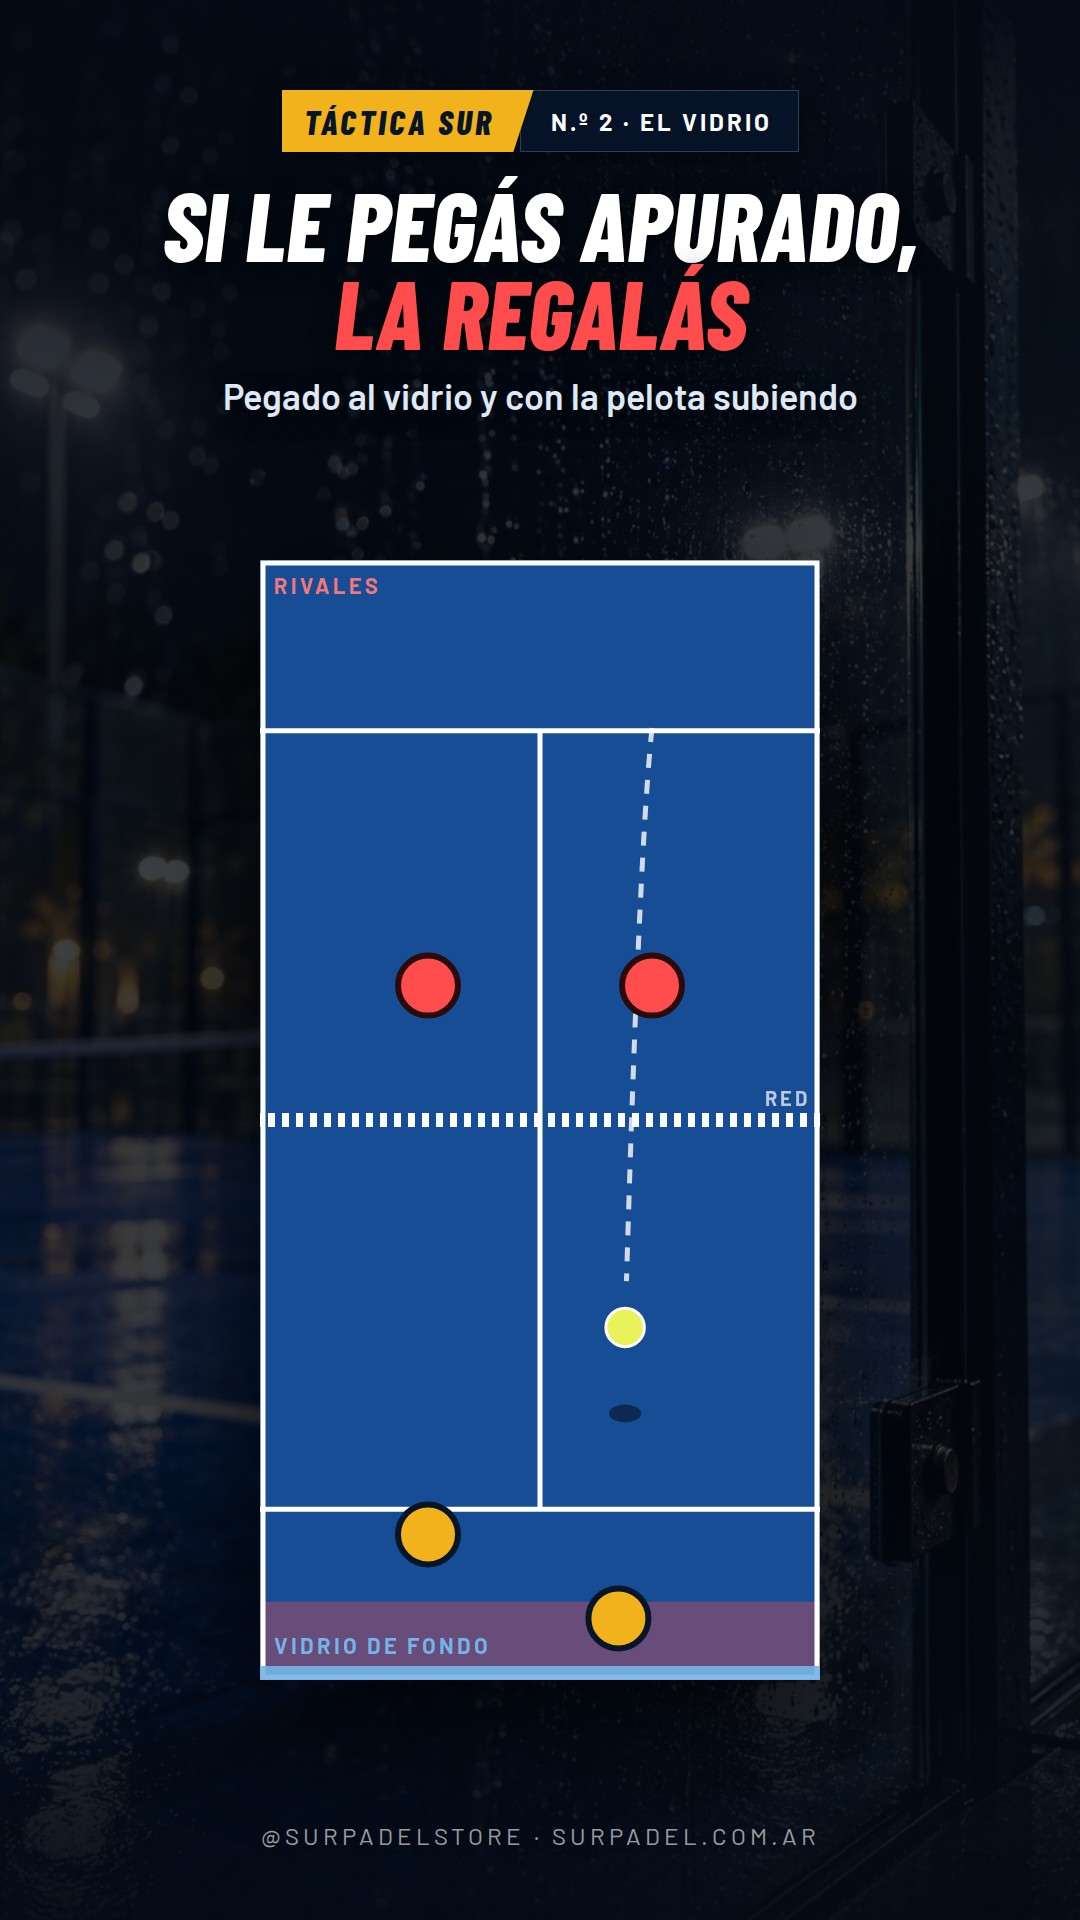 TÁCTICA SUR
N.º 2 · EL VIDRIO
SI LE PEGÁS APURADO,
LA REGALÁS
Pegado al vidrio y con la pelota subiendo
RIVALES
RED
VIDRIO DE FONDO
@SURPADELSTORE · SURPADEL.COM.AR